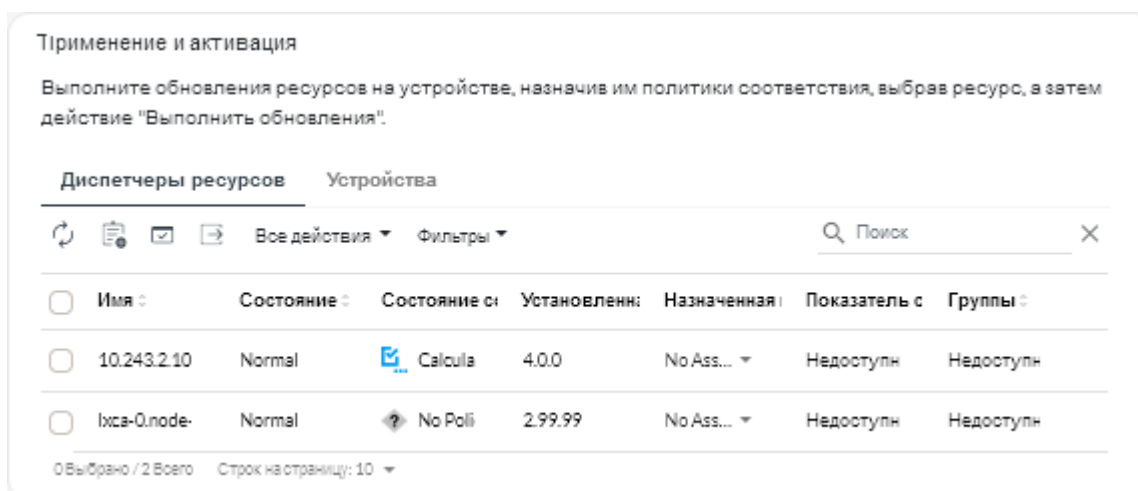 Применение и активация
Выполните обновления ресурсов на устройстве, назначив им политики соответствия, выбрав ресурс, а затем
действие "Выполнить обновления".
Диспетчеры ресурсов Устройства
Все действия Фильтры Поиск
Имя Состояние Состояние со Установленна Назначенная Показатель с Группы
10.243.2.10 Normal Calcula 4.0.0 No Ass... Недоступн Недоступн
lxca-0.node- Normal No Poli 2.99.99 No Ass... Недоступн Недоступн
0 Выбрано / 2 Всего Строк на страницу: 10